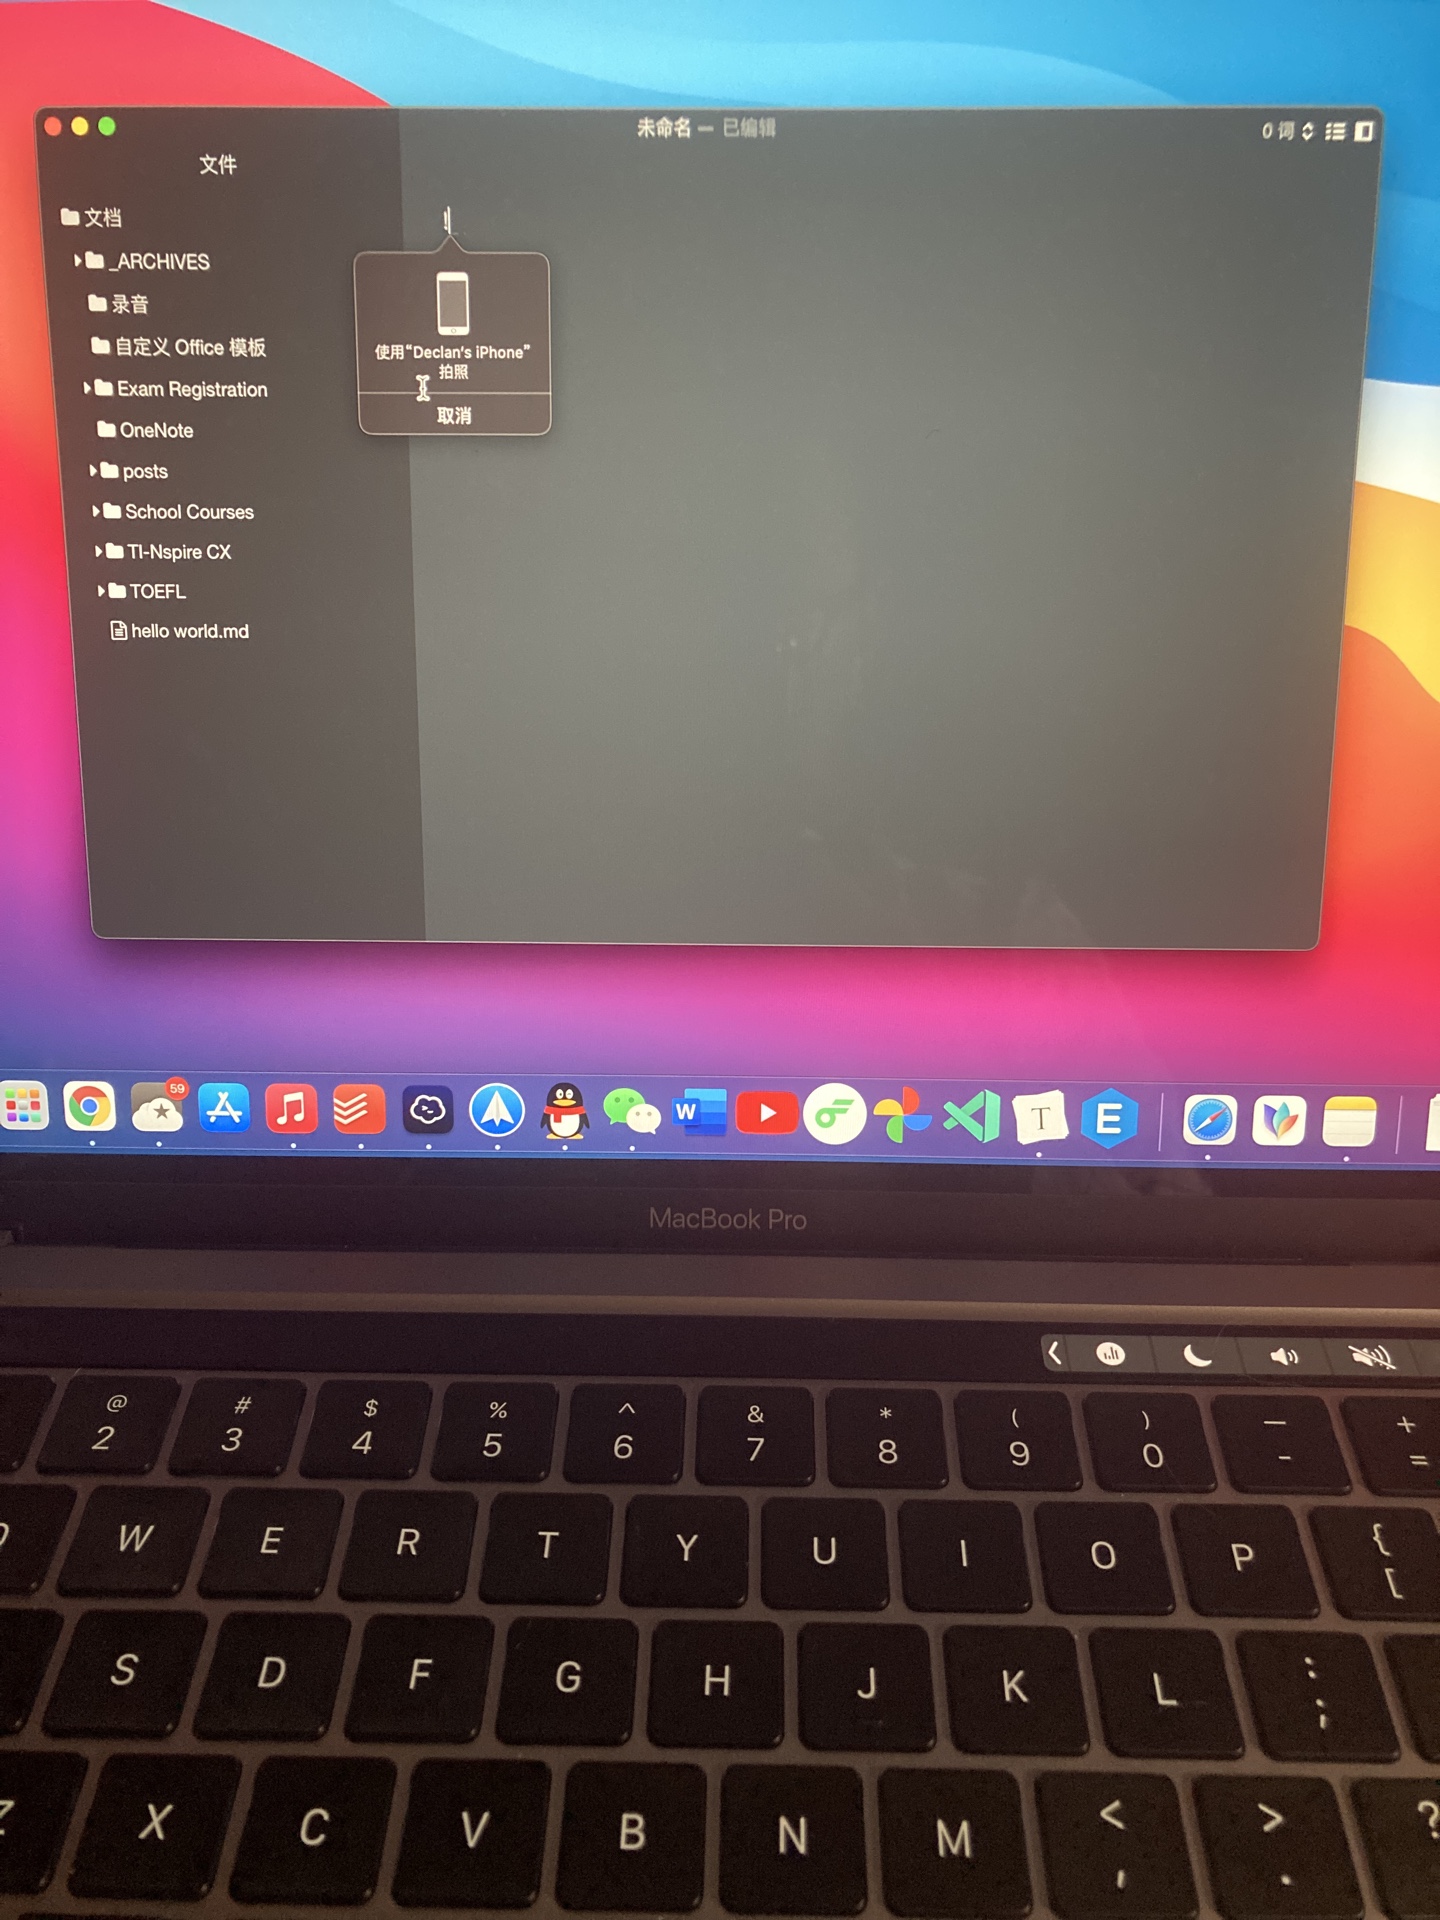 未命名 — 已编辑
0 词
文件
文档
_ARCHIVES
录音
自定义 Office 模板
Exam Registration
OneNote
posts
School Courses
TI-Nspire CX
TOEFL
hello world.md
使用“Declan's iPhone”
拍照
取消
59
W
T
E
MacBook Pro
@ # $ % ^ & * ( ) — +
2 3 4 5 6 7 8 9 0 - =
W E R T Y U I O P { [
S D F G H J K L : ;
X C V B N M < , > . ?